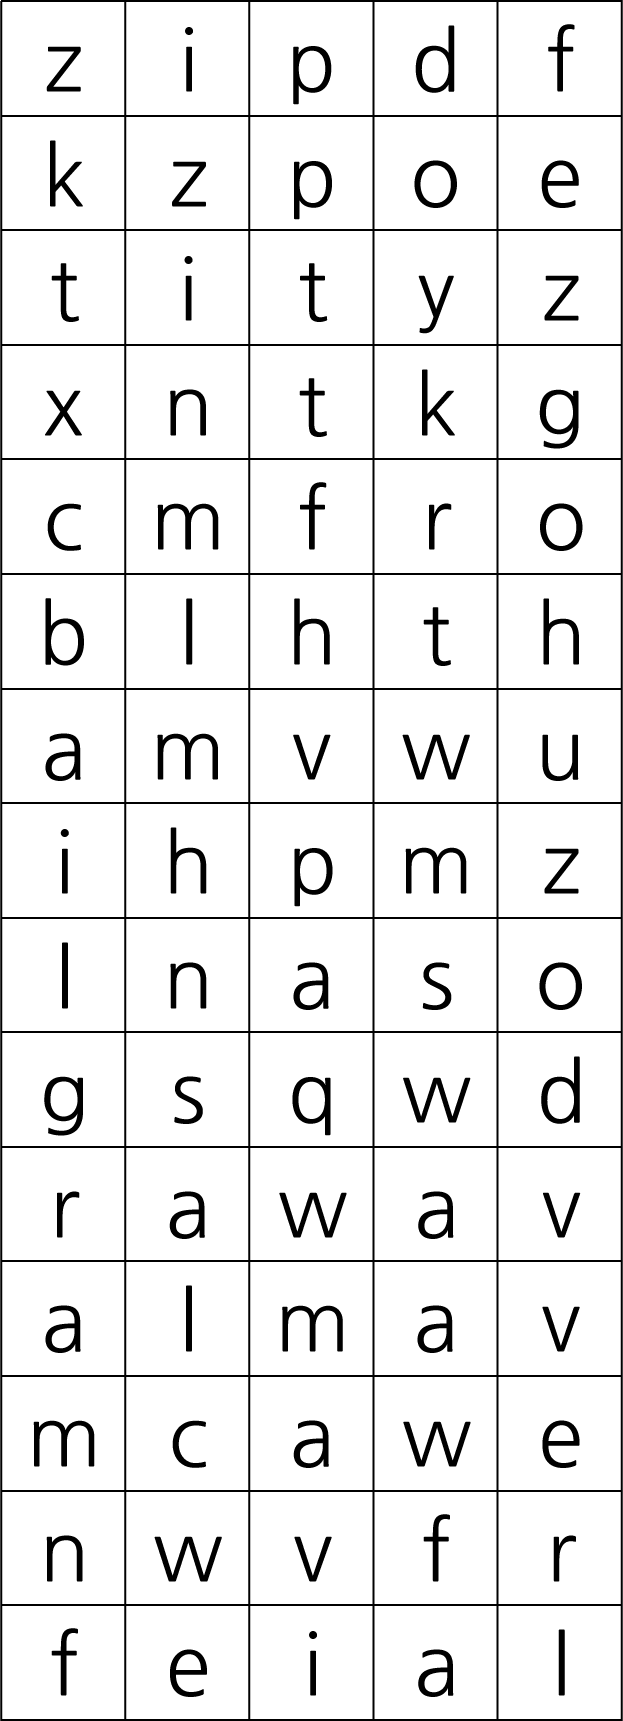 z i p d f
k z p o e
t i t y z
x n t k g
c m f r o
b l h t h
a m v w u
i h p m z
l n a s o
g s q w d
r a w a v
a l m a v
m c a w e
n w v f r
f e i a l